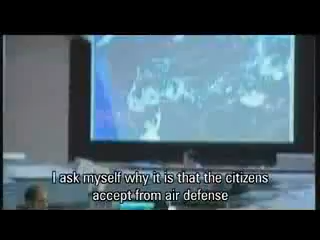 I ask myself why it is that the citizens
accept from air defense